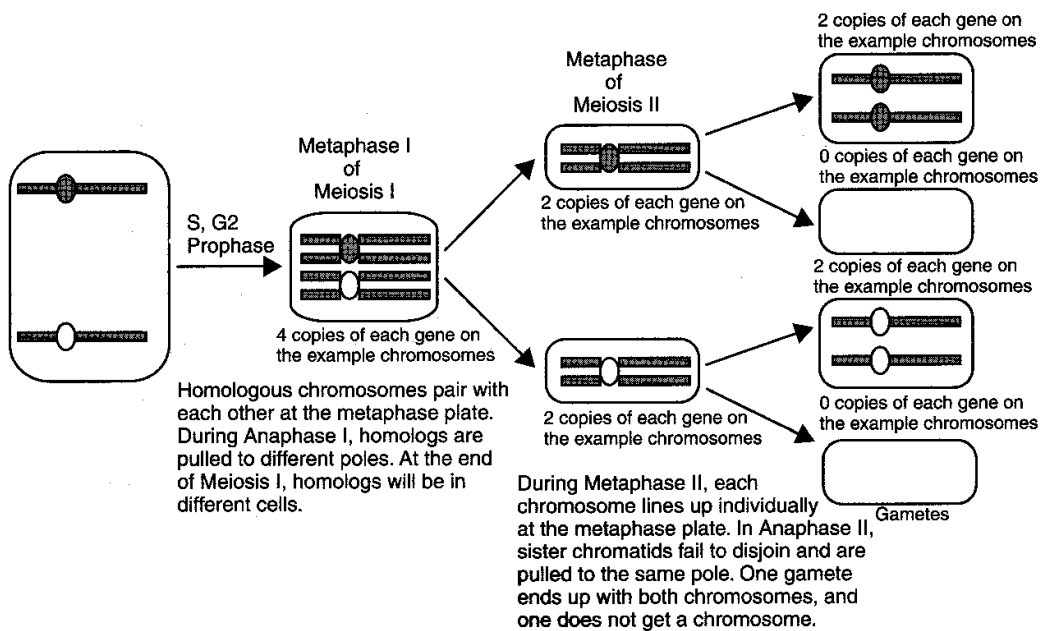 S, G2
Prophase
Metaphase I
of
Meiosis I
4 copies of each gene on
the example chromosomes
Homologous chromosomes pair with
each other at the metaphase plate.
During Anaphase I, homologs are
pulled to different poles. At the end
of Meiosis I, homologs will be in
different cells.
Metaphase
of
Meiosis II
2 copies of each gene on
the example chromosomes
2 copies of each gene on
the example chromosomes
During Metaphase II, each
chromosome lines up individually
at the metaphase plate. In Anaphase II,
sister chromatids fail to disjoin and are
pulled to the same pole. One gamete
ends up with both chromosomes, and
one does not get a chromosome.
2 copies of each gene on
the example chromosomes
0 copies of each gene on
the example chromosomes
2 copies of each gene on
the example chromosomes
0 copies of each gene on
the example chromosomes
Gametes